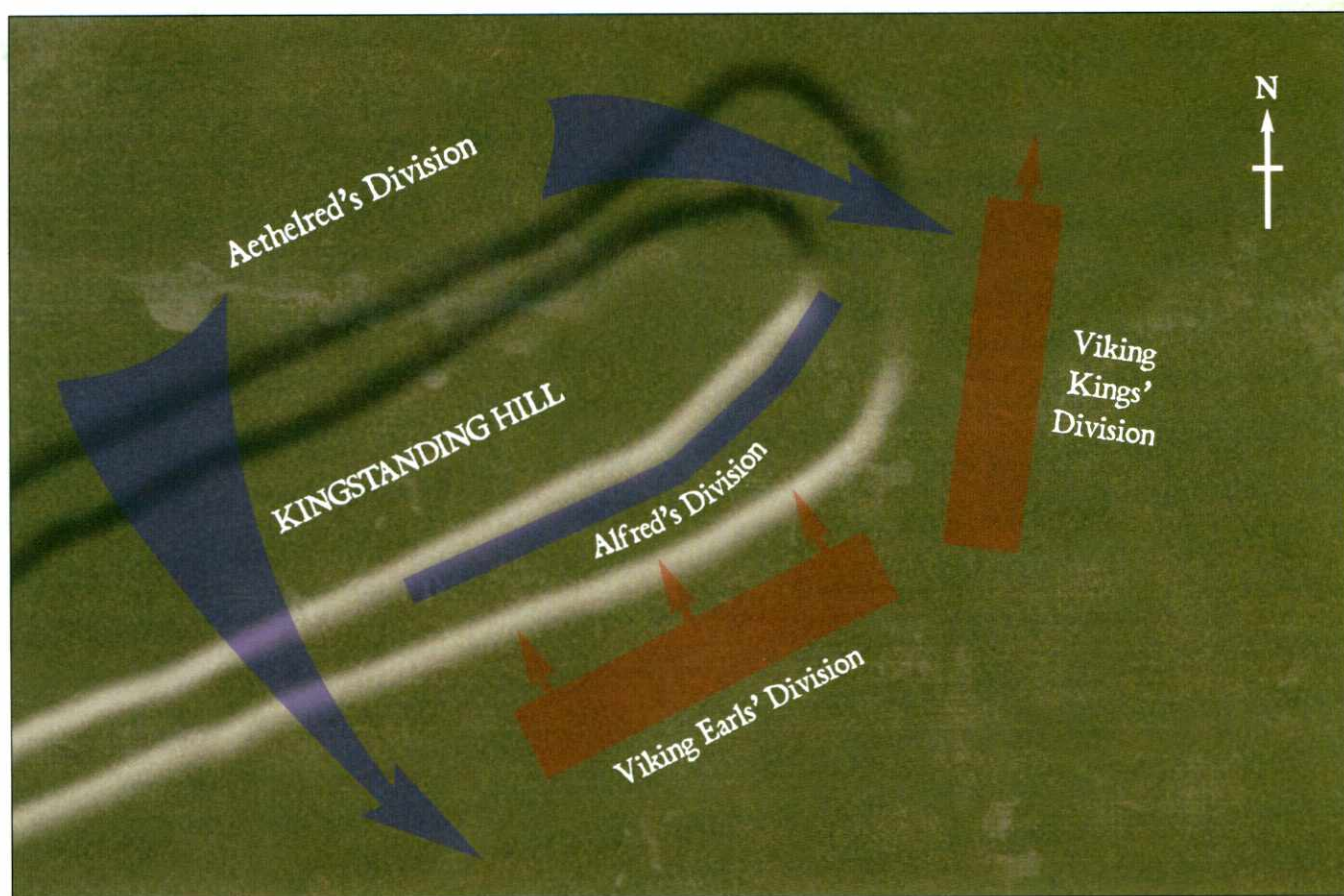 N
Aethelred's Division
Viking
Kings'
Division
KINGSTANDING HILL
Alfred's Division
Viking Earls' Division